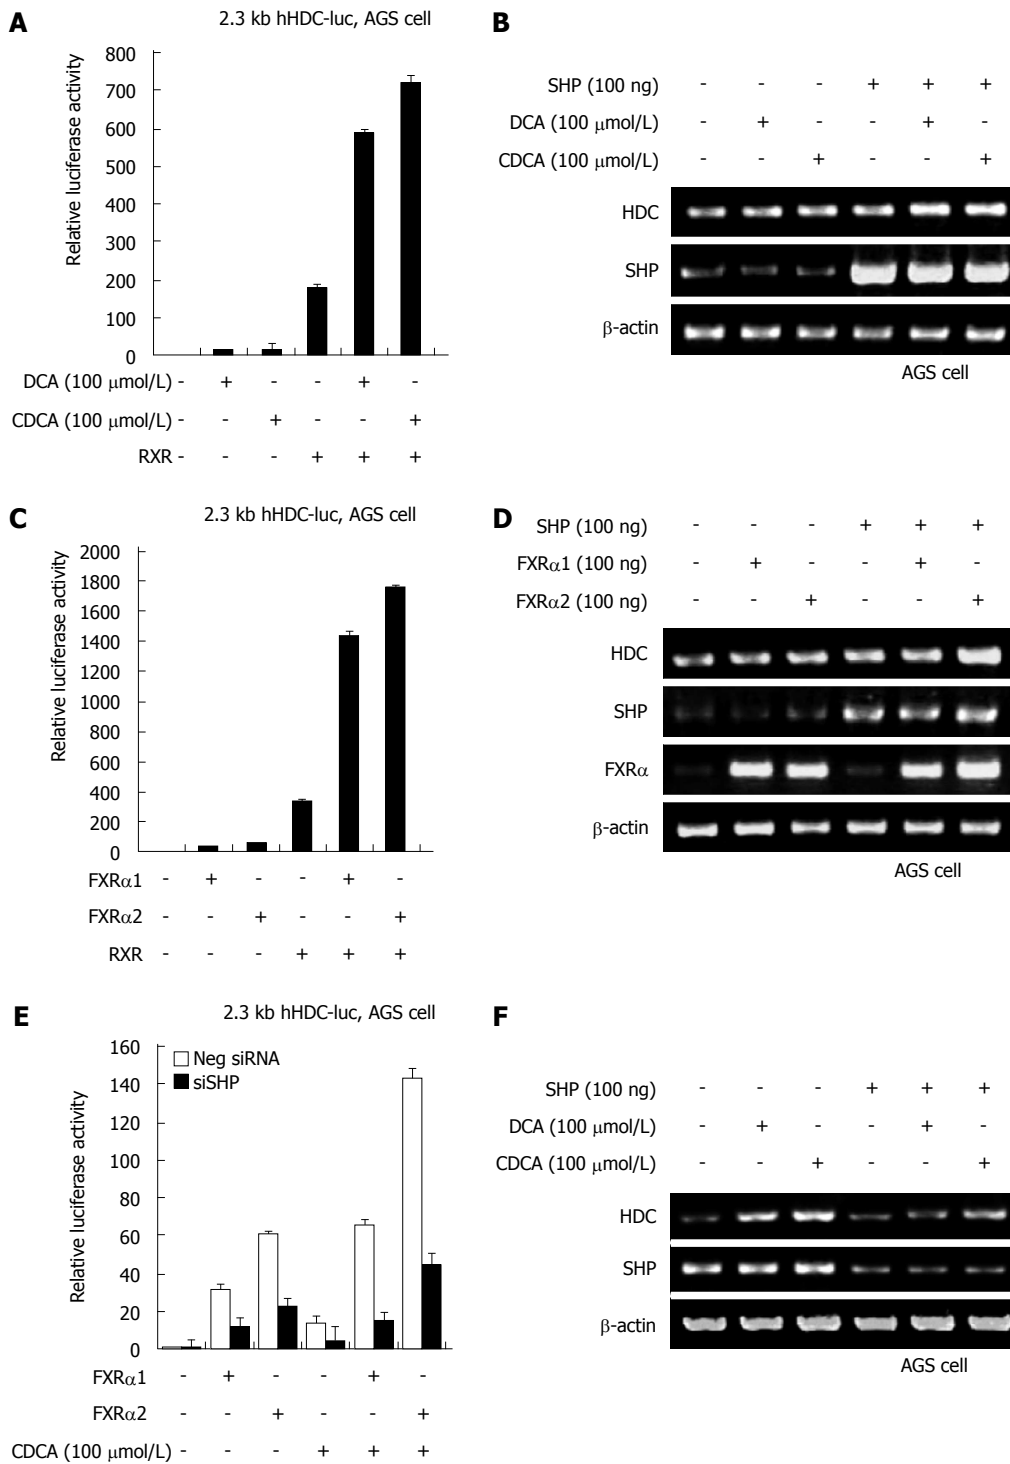 A
2.3 kb hHDC-luc, AGS cell
Relative luciferase activity
800
700
600
500
400
300
200
100
0
DCA (100 μmol/L) - + - - + -
CDCA (100 μmol/L) - - + - - +
RXR - - - + + +
B
SHP (100 ng) - - - + + +
DCA (100 μmol/L) - + - - + -
CDCA (100 μmol/L) - - + - - +
HDC
SHP
β-actin
AGS cell
C
2.3 kb hHDC-luc, AGS cell
Relative luciferase activity
2000
1800
1600
1400
1200
1000
800
600
400
200
0
FXRα1 - + - - + -
FXRα2 - - + - - +
RXR - - - + + +
D
SHP (100 ng) - - - + + +
FXRα1 (100 ng) - + - - + -
FXRα2 (100 ng) - - + - - +
HDC
SHP
FXRα
β-actin
AGS cell
E
2.3 kb hHDC-luc, AGS cell
Relative luciferase activity
160
140
120
100
80
60
40
20
0
Neg siRNA
siSHP
FXRα1 - + - - + -
FXRα2 - - + - - +
CDCA (100 μmol/L) - - - + + +
F
SHP (100 ng) - - - + + +
DCA (100 μmol/L) - + - - + -
CDCA (100 μmol/L) - - + - - +
HDC
SHP
β-actin
AGS cell